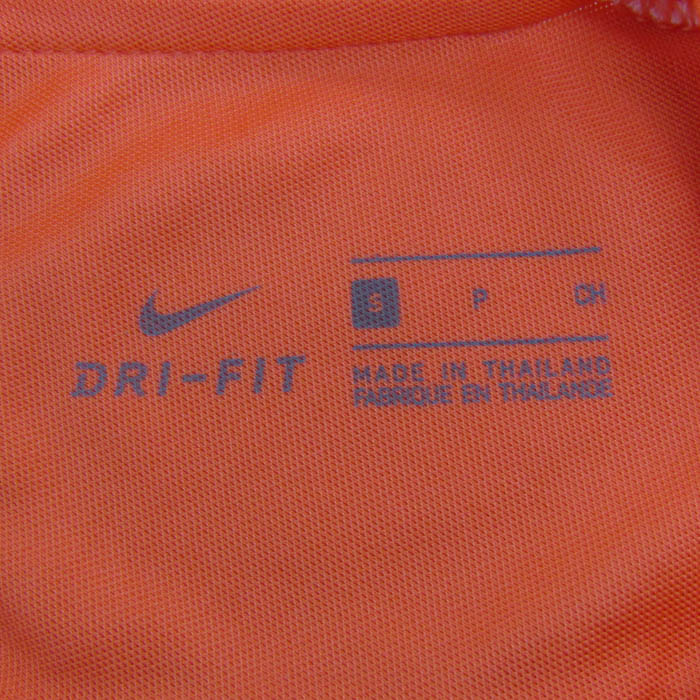 DRI-FIT
S P CH
MADE IN THAILAND
FABRIQUE EN THAILANDE